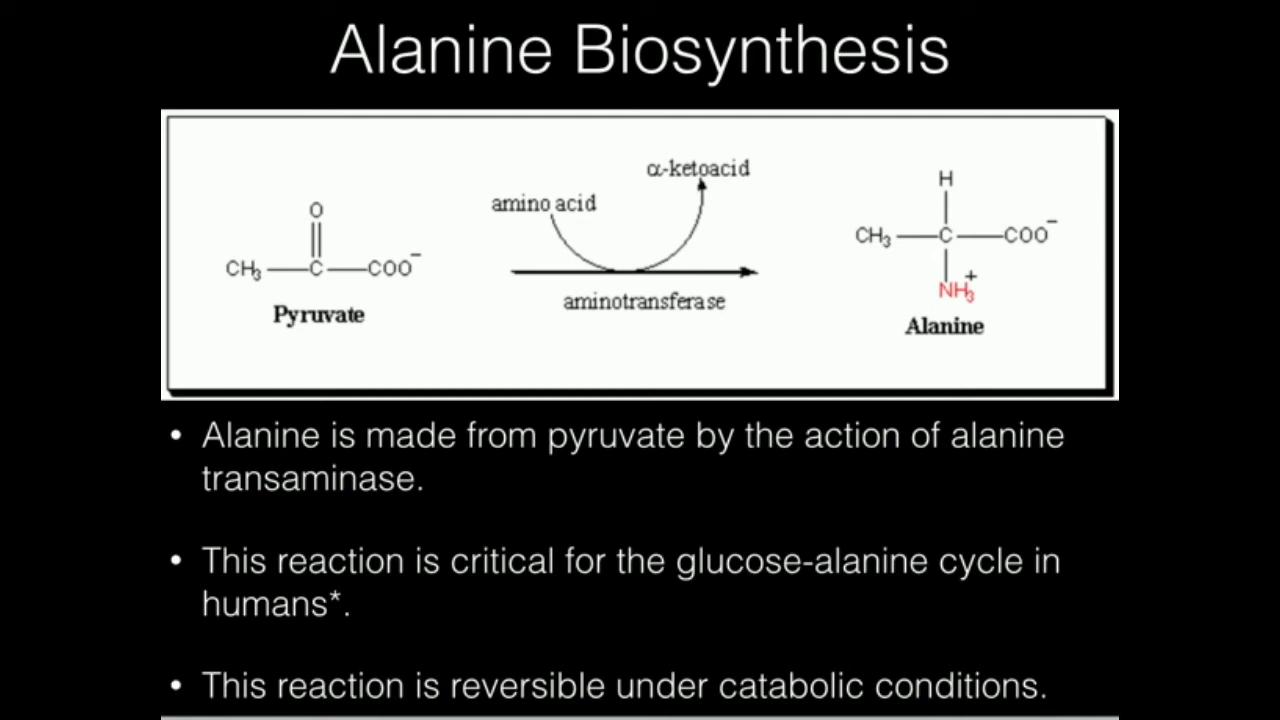 Alanine Biosynthesis
α-ketoacid
amino acid
aminotransferase
O
CH3 C COO-
Pyruvate
H
CH3 C COO-
NH3+
Alanine
• Alanine is made from pyruvate by the action of alanine
transaminase.
• This reaction is critical for the glucose-alanine cycle in
humans*.
• This reaction is reversible under catabolic conditions.